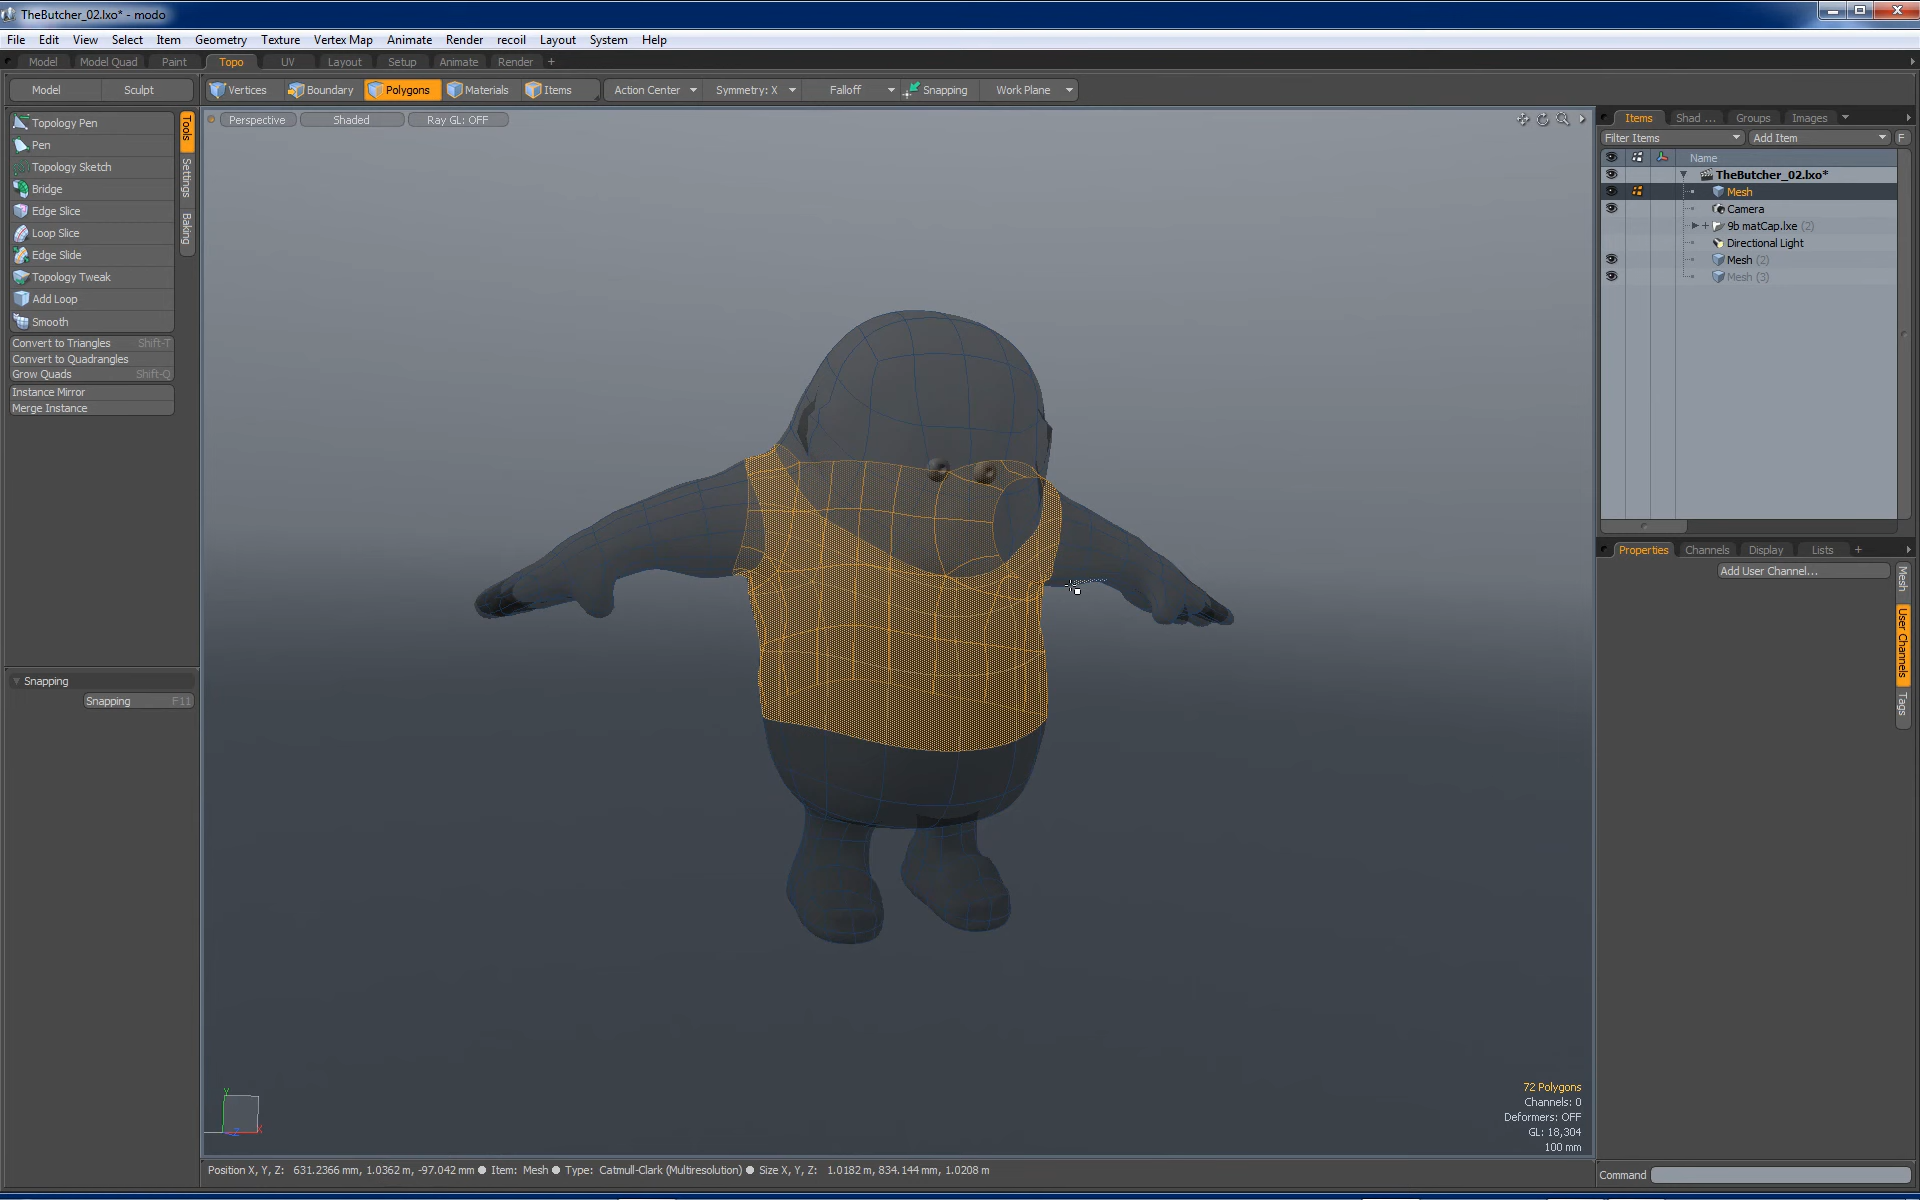 TheButcher_02.lxo* - modo
File Edit View Select Item Geometry Texture Vertex Map Animate Render recoil Layout System Help
Model Model Quad Paint Topo UV Layout Setup Animate Render +
Model Sculpt Vertices Boundary Polygons Materials Items Action Center Symmetry: X Falloff Snapping Work Plane
Perspective Shaded Ray GL: OFF
Topology Pen
Pen
Topology Sketch
Bridge
Edge Slice
Loop Slice
Edge Slide
Topology Tweak
Add Loop
Smooth
Convert to Triangles Shift-T
Convert to Quadrangles
Grow Quads Shift-Q
Instance Mirror
Merge Instance
Tools
Settings
Baking
Snapping
Snapping F11
Items Shad ... Groups Images
Filter Items Add Item F
Name
TheButcher_02.lxo*
Mesh
Camera
9b matCap.lxe (2)
Directional Light
Mesh (2)
Mesh (3)
Properties Channels Display Lists +
Add User Channel...
Mesh
User Channels
Tags
72 Polygons
Channels: 0
Deformers: OFF
GL: 18,304
100 mm
Y
Z
X
Position X, Y, Z: 631.2366 mm, 1.0362 m, -97.042 mm Item: Mesh Type: Catmull-Clark (Multiresolution) Size X, Y, Z: 1.0182 m, 834.144 mm, 1.0208 m
Command